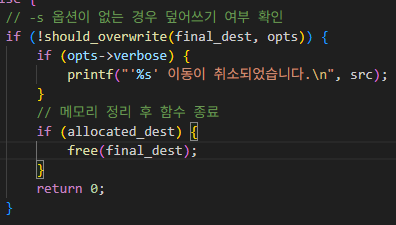 else {
// -s 옵션이 없는 경우 덮어쓰기 여부 확인
if (!should_overwrite(final_dest, opts)) {
if (opts->verbose) {
printf("'%s' 이동이 취소되었습니다.\n", src);
}
// 메모리 정리 후 함수 종료
if (allocated_dest) {
free(final_dest);
}
return 0;
}